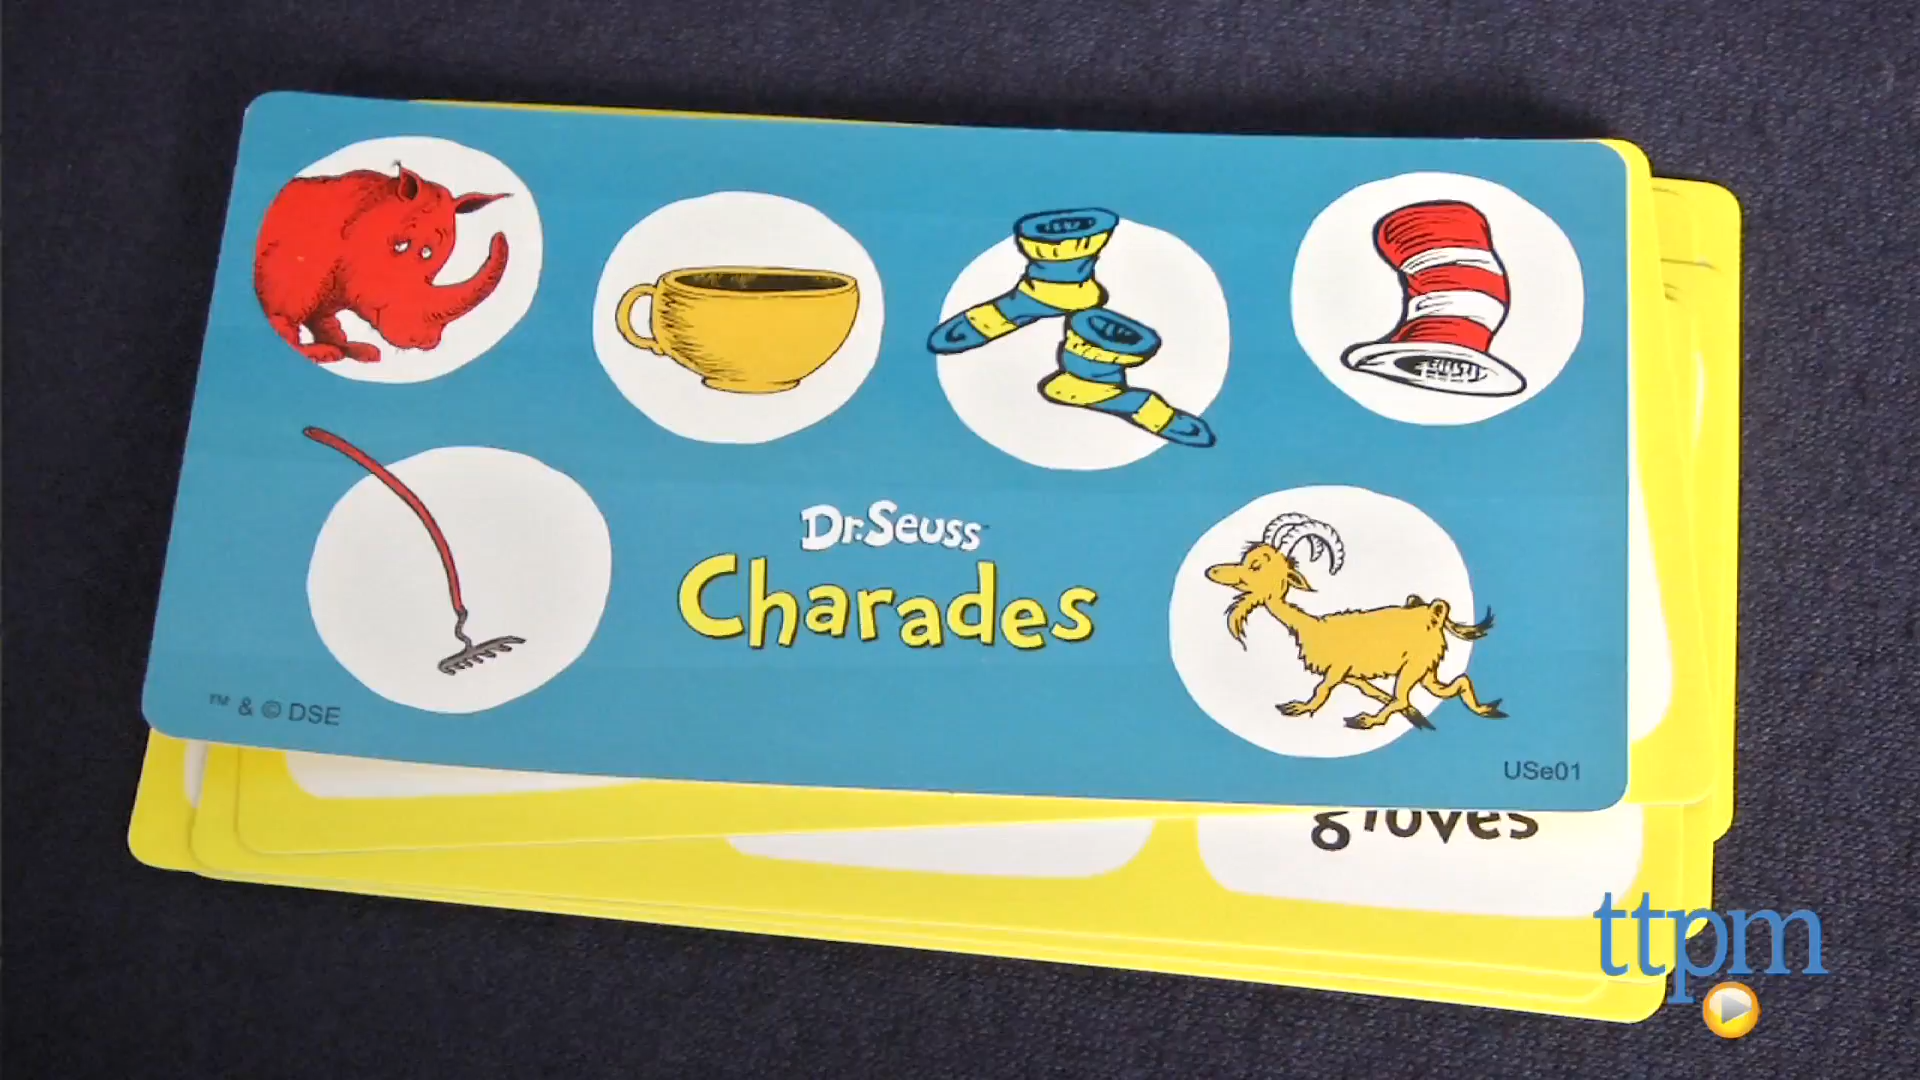 Dr. Seuss
Charades
™ & © DSE
USe01
gloves
ttpm